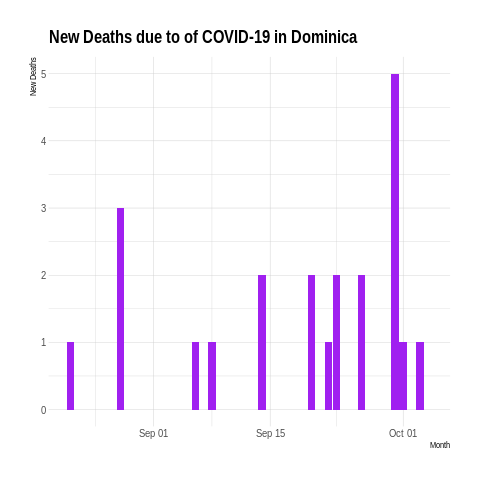 New Deaths due to of COVID-19 in Dominica
New Deaths
5
4
3
2
1
0
Sep 01
Sep 15
Oct 01
Month